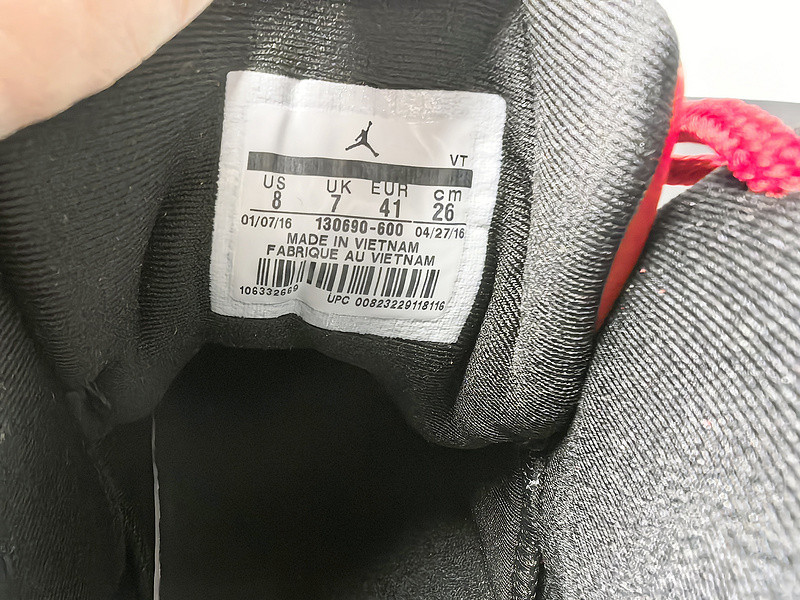 VT
US UK EUR cm
8 7 41 26
01/07/16 130690-600 04/27/16
MADE IN VIETNAM
FABRIQUE AU VIETNAM
106332669
UPC 00823229118116